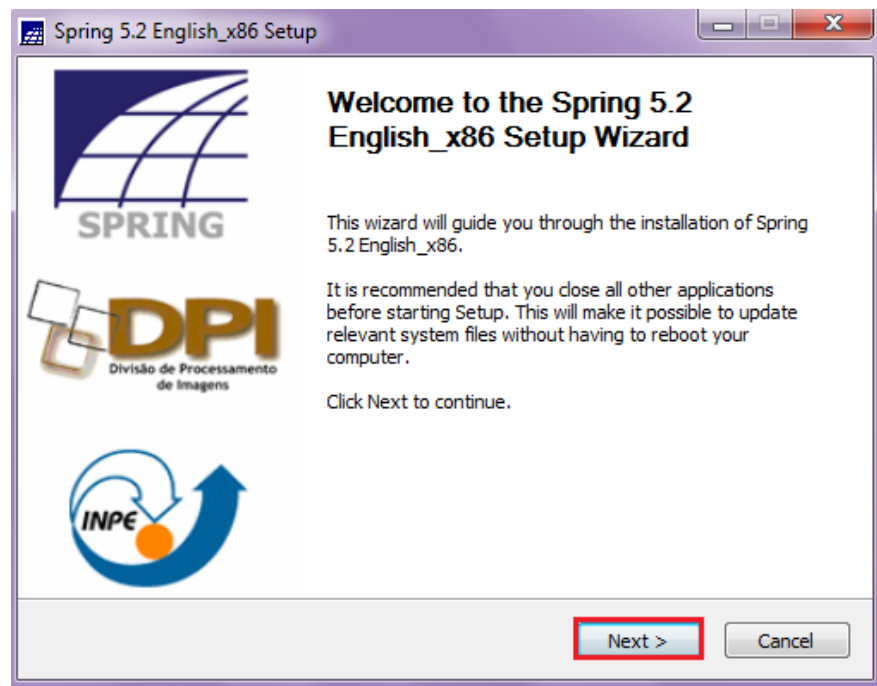 Spring 5.2 English_x86 Setup
SPRING
DPI
Divisão de Processamento
de Imagens
INPE
Welcome to the Spring 5.2
English_x86 Setup Wizard
This wizard will guide you through the installation of Spring
5.2 English_x86.
It is recommended that you close all other applications
before starting Setup. This will make it possible to update
relevant system files without having to reboot your
computer.
Click Next to continue.
Next >
Cancel